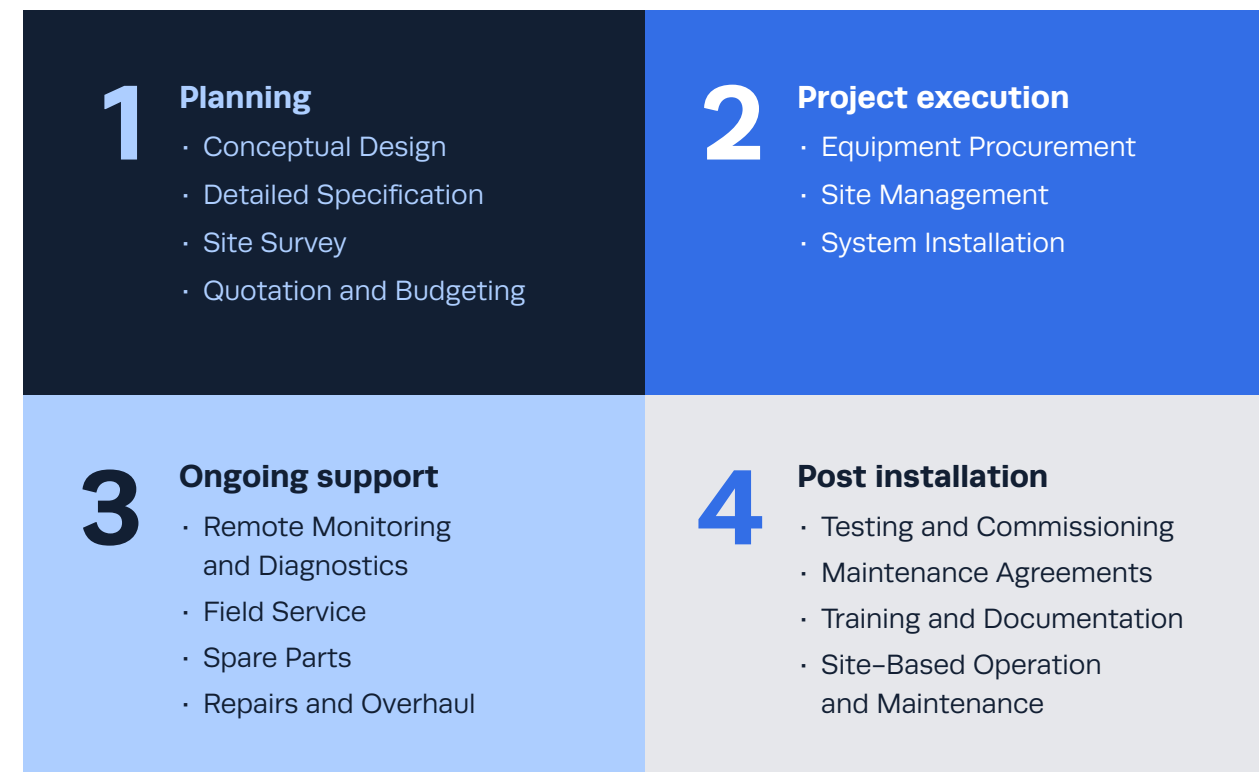 1
Planning
· Conceptual Design
· Detailed Specification
· Site Survey
· Quotation and Budgeting
2
Project execution
· Equipment Procurement
· Site Management
· System Installation
3
Ongoing support
· Remote Monitoring
and Diagnostics
· Field Service
· Spare Parts
· Repairs and Overhaul
4
Post installation
· Testing and Commissioning
· Maintenance Agreements
· Training and Documentation
· Site–Based Operation
and Maintenance